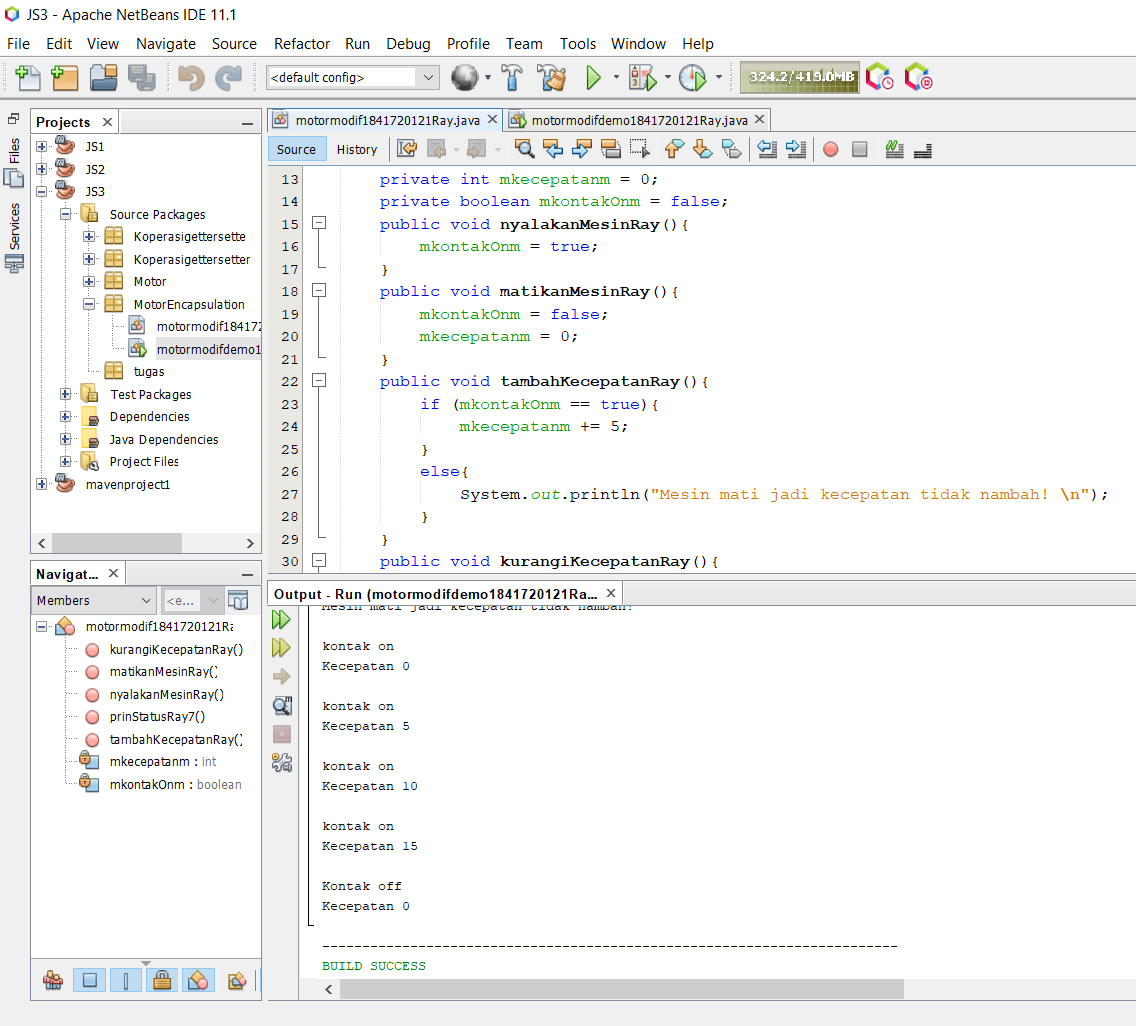 JS3 - Apache NetBeans IDE 11.1
File Edit View Navigate Source Refactor Run Debug Profile Team Tools Window Help
<default config>
324.2/419.0MB
Files
Services
Projects
JS1
JS2
JS3
Source Packages
Koperasigettersette
Koperasigettersetter
Motor
MotorEncapsulation
motormodif18417
motormodifdemo1
tugas
Test Packages
Dependencies
Java Dependencies
Project Files
mavenproject1
Navigat...
Members
<e...
motormodif1841720121Ra
kurangiKecepatanRay()
matikanMesinRay()
nyalakanMesinRay()
prinStatusRay7()
tambahKecepatanRay()
mkecepatanm : int
mkontakOnm : boolean
motormodif1841720121Ray.java
motormodifdemo1841720121Ray.java
Source History
13 private int mkecepatanm = 0;
14 private boolean mkontakOnm = false;
15 public void nyalakanMesinRay(){
16 mkontakOnm = true;
17 }
18 public void matikanMesinRay(){
19 mkontakOnm = false;
20 mkecepatanm = 0;
21 }
22 public void tambahKecepatanRay(){
23 if (mkontakOnm == true){
24 mkecepatanm += 5;
25 }
26 else{
27 System.out.println("Mesin mati jadi kecepatan tidak nambah! \n");
28 }
29 }
30 public void kurangiKecepatanRay(){
Output - Run (motormodifdemo1841720121Ra...
Mesin mati jadi kecepatan tidak nambah!
kontak on
Kecepatan 0
kontak on
Kecepatan 5
kontak on
Kecepatan 10
kontak on
Kecepatan 15
Kontak off
Kecepatan 0
------------------------------------------------------------------------
BUILD SUCCESS